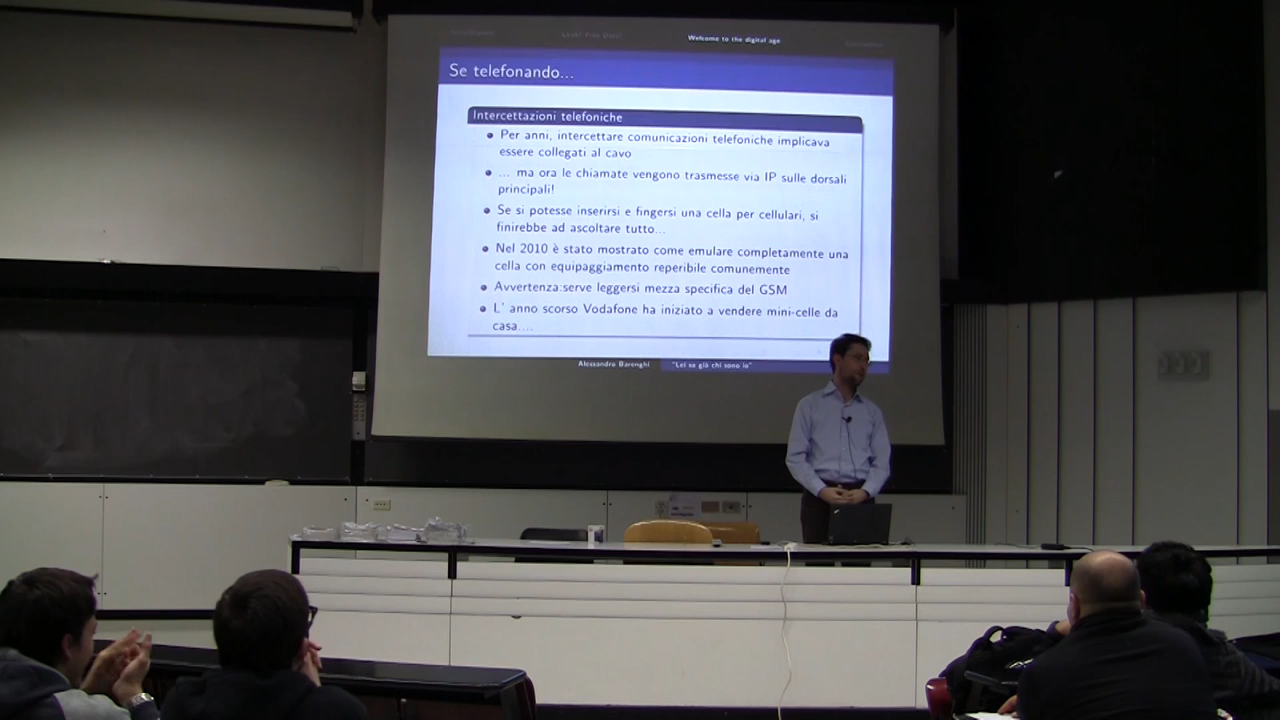 Welcome to the digital age
Se telefonando...
Intercettazioni telefoniche
Per anni, intercettare comunicazioni telefoniche implicava
essere collegati al cavo
... ma ora le chiamate vengono trasmesse via IP sulle dorsali
principali!
Se si potesse inserirsi e fingersi una cella per cellulari, si
finirebbe ad ascoltare tutto...
Nel 2010 è stato mostrato come emulare completamente una
cella con equipaggiamento reperibile comunemente
Avvertenza:serve leggersi mezza specifica del GSM
L' anno scorso Vodafone ha iniziato a vendere mini-celle da
casa....
Alessandro Barenghi "Lei sa già chi sono io"